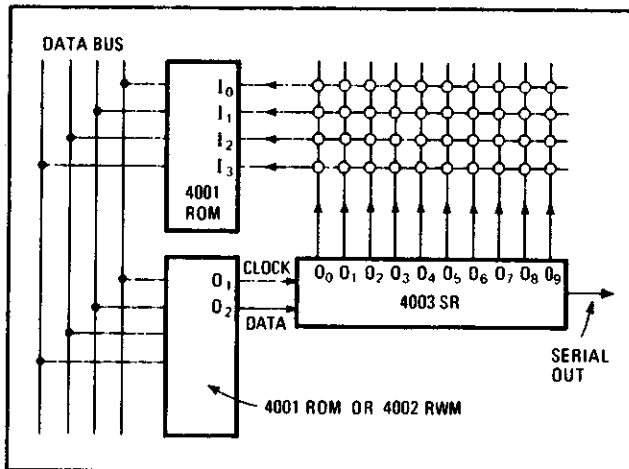 DATA BUS
I0
I1
I2
I3
4001
ROM
O1 CLOCK
O2
DATA
O0 O1 O2 O3 O4 O5 O6 O7 O8 O9
4003 SR
SERIAL
OUT
4001 ROM OR 4002 RWM